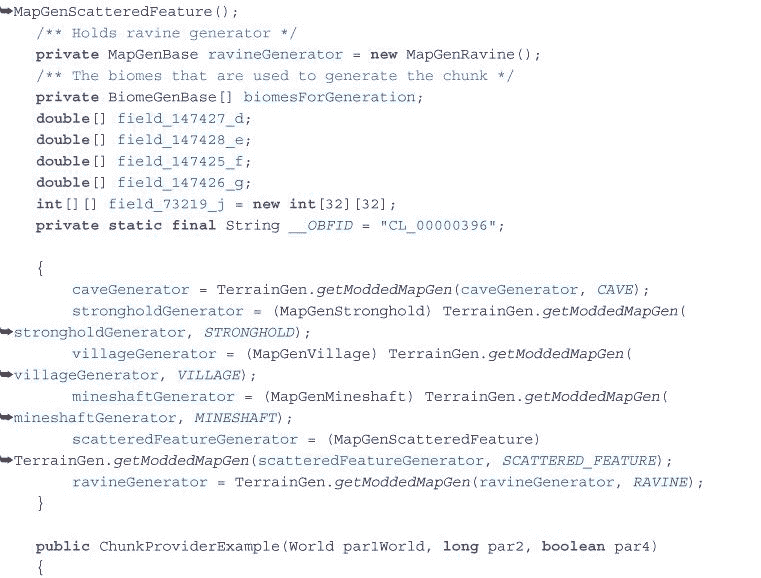 ➥MapGenScatteredFeature();
/** Holds ravine generator */
private MapGenBase ravineGenerator = new MapGenRavine();
/** The biomes that are used to generate the chunk */
private BiomeGenBase[] biomesForGeneration;
double[] field_147427_d;
double[] field_147428_e;
double[] field_147425_f;
double[] field_147426_g;
int[][] field_73219_j = new int[32][32];
private static final String __OBFID = "CL_00000396";
{
caveGenerator = TerrainGen.getModdedMapGen(caveGenerator, CAVE);
strongholdGenerator = (MapGenStronghold) TerrainGen.getModdedMapGen(
➥strongholdGenerator, STRONGHOLD);
villageGenerator = (MapGenVillage) TerrainGen.getModdedMapGen(
➥villageGenerator, VILLAGE);
mineshaftGenerator = (MapGenMineshaft) TerrainGen.getModdedMapGen(
➥mineshaftGenerator, MINESHAFT);
scatteredFeatureGenerator = (MapGenScatteredFeature)
➥TerrainGen.getModdedMapGen(scatteredFeatureGenerator, SCATTERED_FEATURE);
ravineGenerator = TerrainGen.getModdedMapGen(ravineGenerator, RAVINE);
}
public ChunkProviderExample(World par1World, long par2, boolean par4)
{